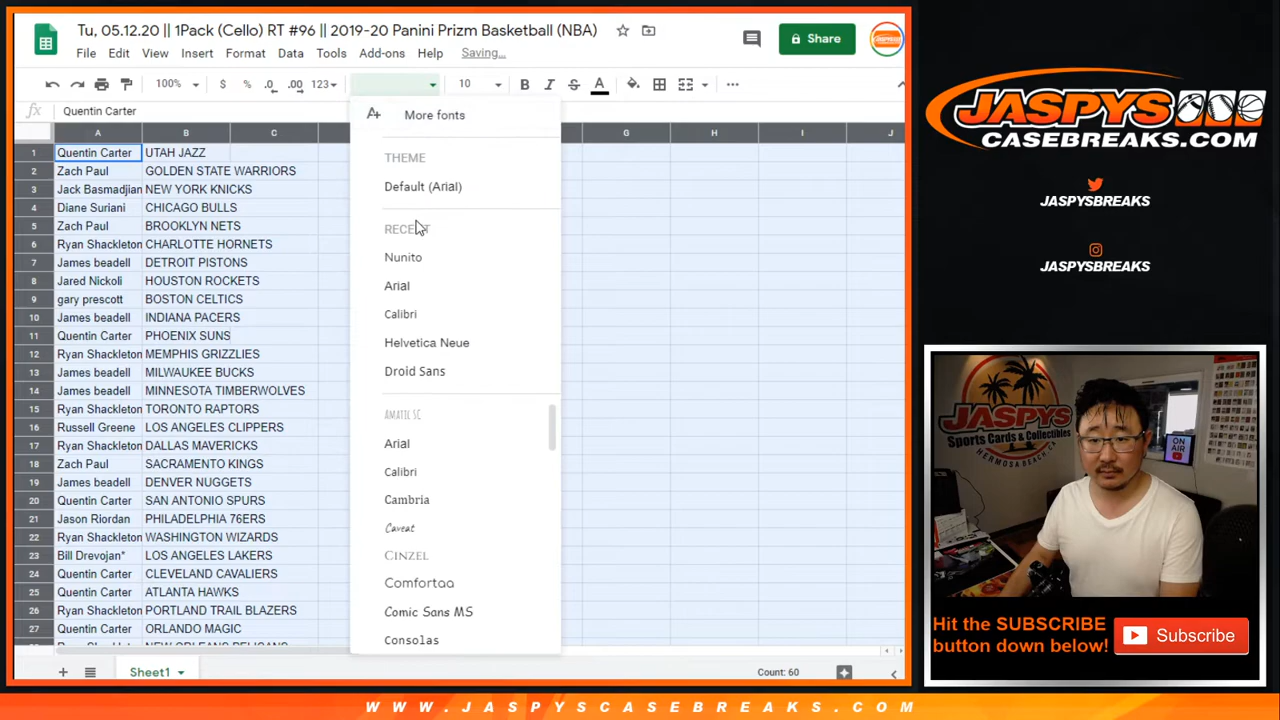 Tu, 05.12.20 || 1Pack (Cello) RT #96 || 2019-20 Panini Prizm Basketball (NBA)
File Edit View Insert Format Data Tools Add-ons Help Saving...
Share
100% $ % .0 .00 123 10 B I S A
fx Quentin Carter
A B C G H I J
1 Quentin Carter UTAH JAZZ
2 Zach Paul GOLDEN STATE WARRIORS
3 Jack Basmadjian NEW YORK KNICKS
4 Diane Suriani CHICAGO BULLS
5 Zach Paul BROOKLYN NETS
6 Ryan Shackleton CHARLOTTE HORNETS
7 James beadell DETROIT PISTONS
8 Jared Nickoli HOUSTON ROCKETS
9 gary prescott BOSTON CELTICS
10 James beadell INDIANA PACERS
11 Quentin Carter PHOENIX SUNS
12 Ryan Shackleton MEMPHIS GRIZZLIES
13 James beadell MILWAUKEE BUCKS
14 James beadell MINNESOTA TIMBERWOLVES
15 Ryan Shackleton TORONTO RAPTORS
16 Russell Greene LOS ANGELES CLIPPERS
17 Ryan Shackleton DALLAS MAVERICKS
18 Zach Paul SACRAMENTO KINGS
19 James beadell DENVER NUGGETS
20 Quentin Carter SAN ANTONIO SPURS
21 Jason Riordan PHILADELPHIA 76ERS
22 Ryan Shackleton WASHINGTON WIZARDS
23 Bill Drevojan* LOS ANGELES LAKERS
24 Quentin Carter CLEVELAND CAVALIERS
25 Quentin Carter ATLANTA HAWKS
26 Ryan Shackleton PORTLAND TRAIL BLAZERS
27 Quentin Carter ORLANDO MAGIC
More fonts
THEME
Default (Arial)
RECENT
Nunito
Arial
Calibri
Helvetica Neue
Droid Sans
AMATIC SC
Arial
Calibri
Cambria
Caveat
CINZEL
Comfortaa
Comic Sans MS
Consolas
Sheet1
Count: 60
JASPYS
CASEBREAKS.COM
JASPYSBREAKS
JASPYSBREAKS
JASPYS
Sports Cards & Collectibles
HERMOSA BEACH, CA
ON AIR
Hit the SUBSCRIBE
button down below!
Subscribe
WWW.JASPYSCASEBREAKS.COM